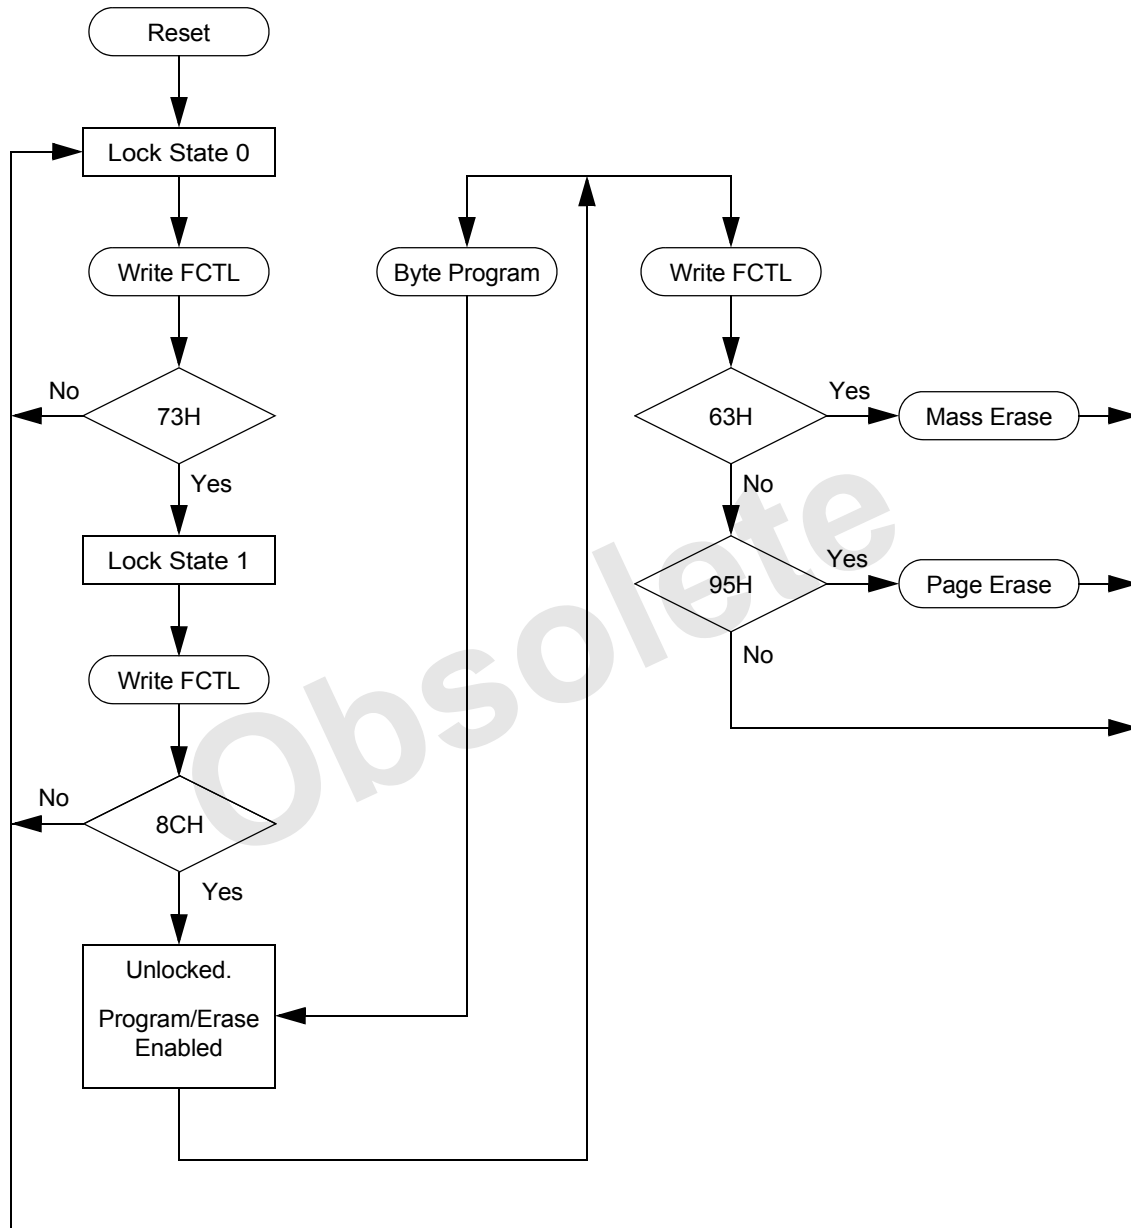 Reset
Lock State 0
Write FCTL
No
73H
Yes
Lock State 1
Write FCTL
No
8CH
Yes
Unlocked.
Program/Erase
Enabled
Byte Program
Write FCTL
63H
Yes
Mass Erase
No
95H
Yes
Page Erase
No
Obsolete